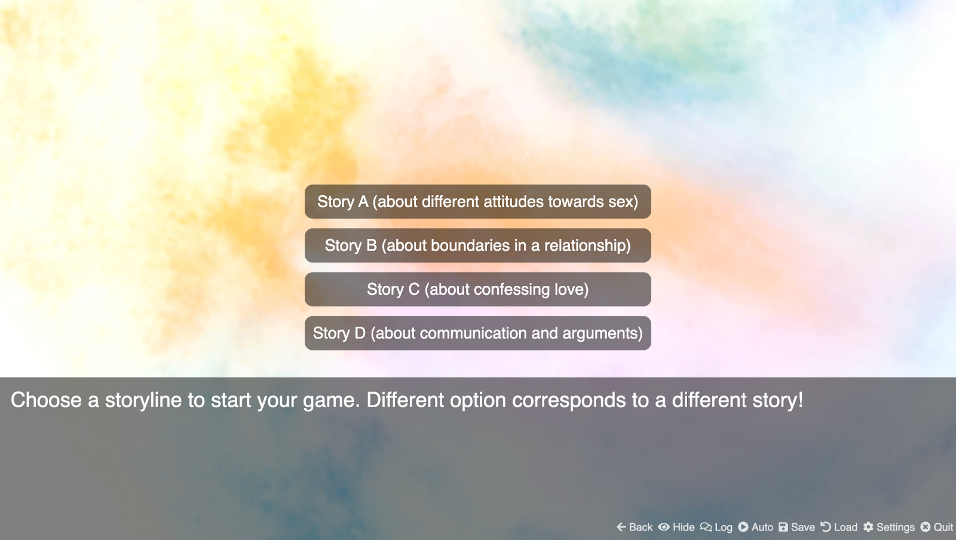 Story A (about different attitudes towards sex)
Story B (about boundaries in a relationship)
Story C (about confessing love)
Story D (about communication and arguments)
Choose a storyline to start your game. Different option corresponds to a different story!
Back Hide Log Auto Save Load Settings Quit